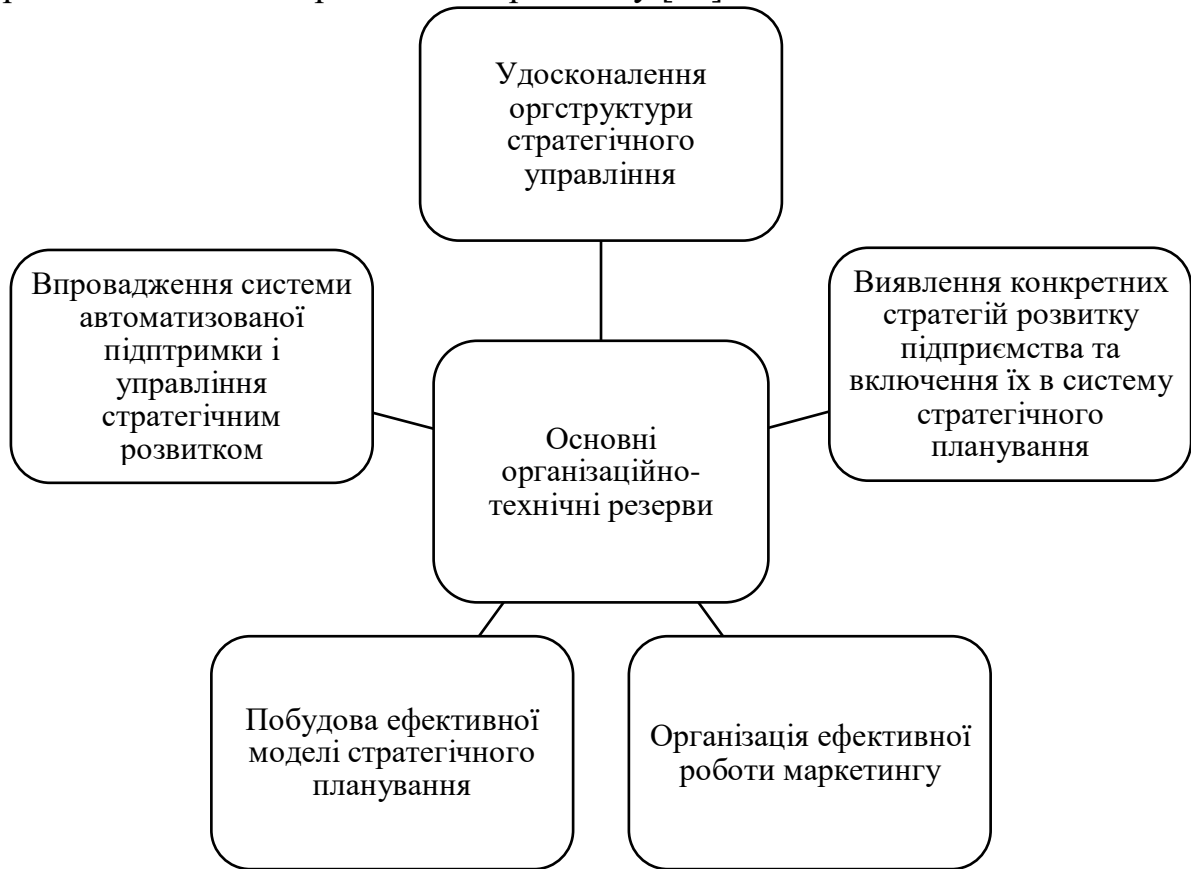 Удосконалення
оргструктури
стратегічного
управління
Впровадження системи
автоматизованої
підптримки і
управління
стратегічним
розвитком
Виявлення конкретних
стратегій розвитку
підприємства та
включення їх в систему
стратегічного
планування
Основні
організаційно-
технічні резерви
Побудова ефективної
моделі стратегічного
планування
Організація ефективної
роботи маркетингу